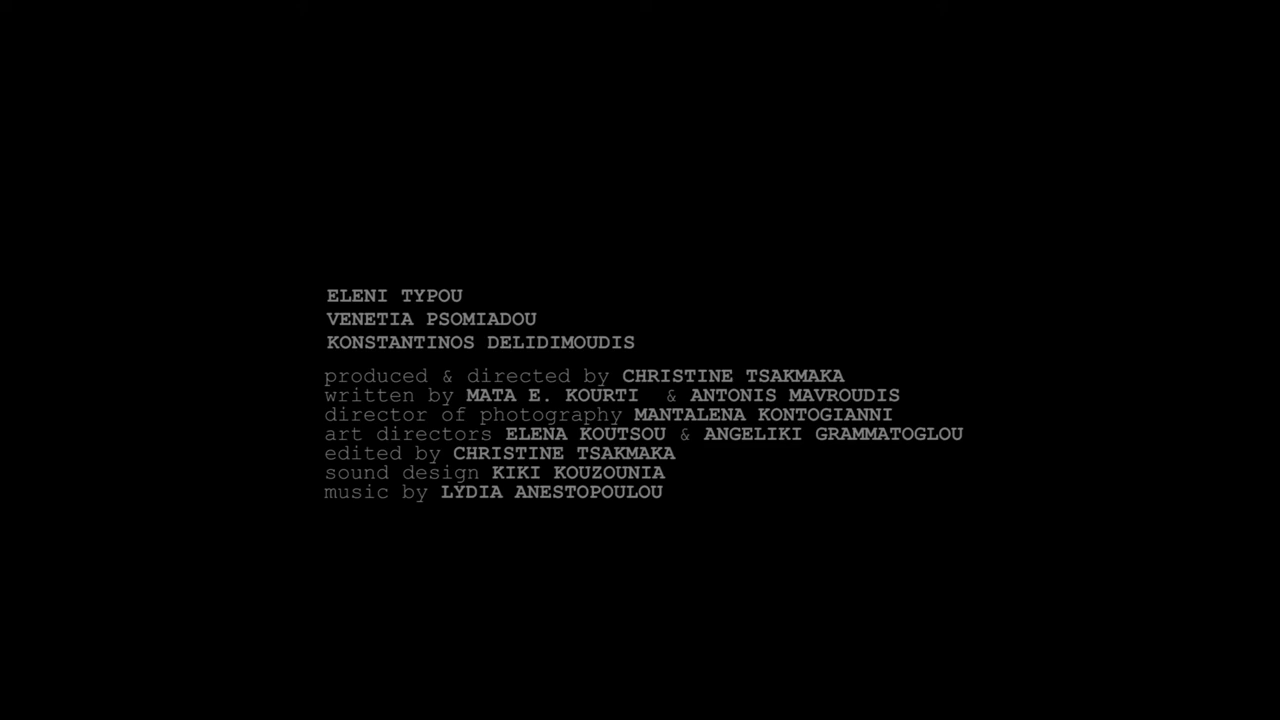 ELENI TYPOU
VENETIA PSOMIADOU
KONSTANTINOS DELIDIMOUDIS
produced & directed by CHRISTINE TSAKMAKA
written by MATA E. KOURTI & ANTONIS MAVROUDIS
director of photography MANTALENA KONTOGIANNI
art directors ELENA KOUTSOU & ANGELIKI GRAMMATOGLOU
edited by CHRISTINE TSAKMAKA
sound design KIKI KOUZOUNIA
music by LYDIA ANESTOPOULOU